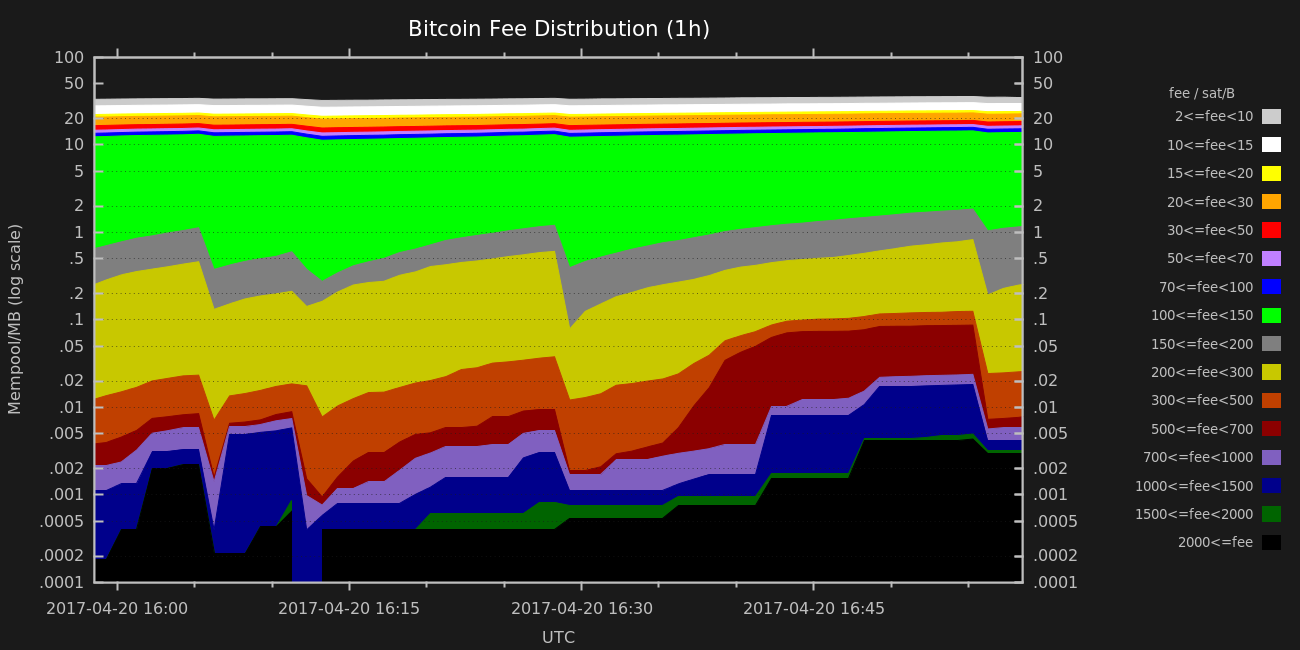 Bitcoin Fee Distribution (1h)
Mempool/MB (log scale)
100
50
20
10
5
2
1
.5
.2
.1
.05
.02
.01
.005
.002
.001
.0005
.0002
.0001
100
50
20
10
5
2
1
.5
.2
.1
.05
.02
.01
.005
.002
.001
.0005
.0002
.0001
2017-04-20 16:00
2017-04-20 16:15
2017-04-20 16:30
2017-04-20 16:45
UTC
fee / sat/B
2<=fee<10
10<=fee<15
15<=fee<20
20<=fee<30
30<=fee<50
50<=fee<70
70<=fee<100
100<=fee<150
150<=fee<200
200<=fee<300
300<=fee<500
500<=fee<700
700<=fee<1000
1000<=fee<1500
1500<=fee<2000
2000<=fee